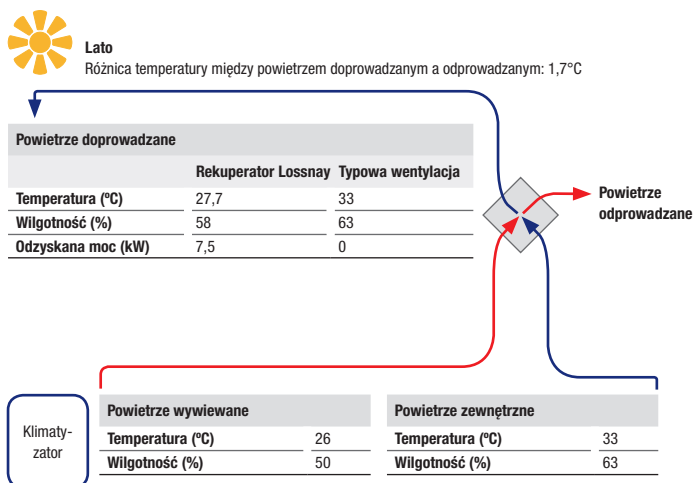 Lato
Różnica temperatury między powietrzem doprowadzanym a odprowadzanym: 1,7°C
Powietrze doprowadzane
Rekuperator Lossnay Typowa wentylacja
Temperatura (ºC) 27,7 33
Wilgotność (%) 58 63
Odzyskana moc (kW) 7,5 0
Powietrze
odprowadzane
Klimaty-
zator
Powietrze wywiewane
Temperatura (ºC) 26
Wilgotność (%) 50
Powietrze zewnętrzne
Temperatura (ºC) 33
Wilgotność (%) 63